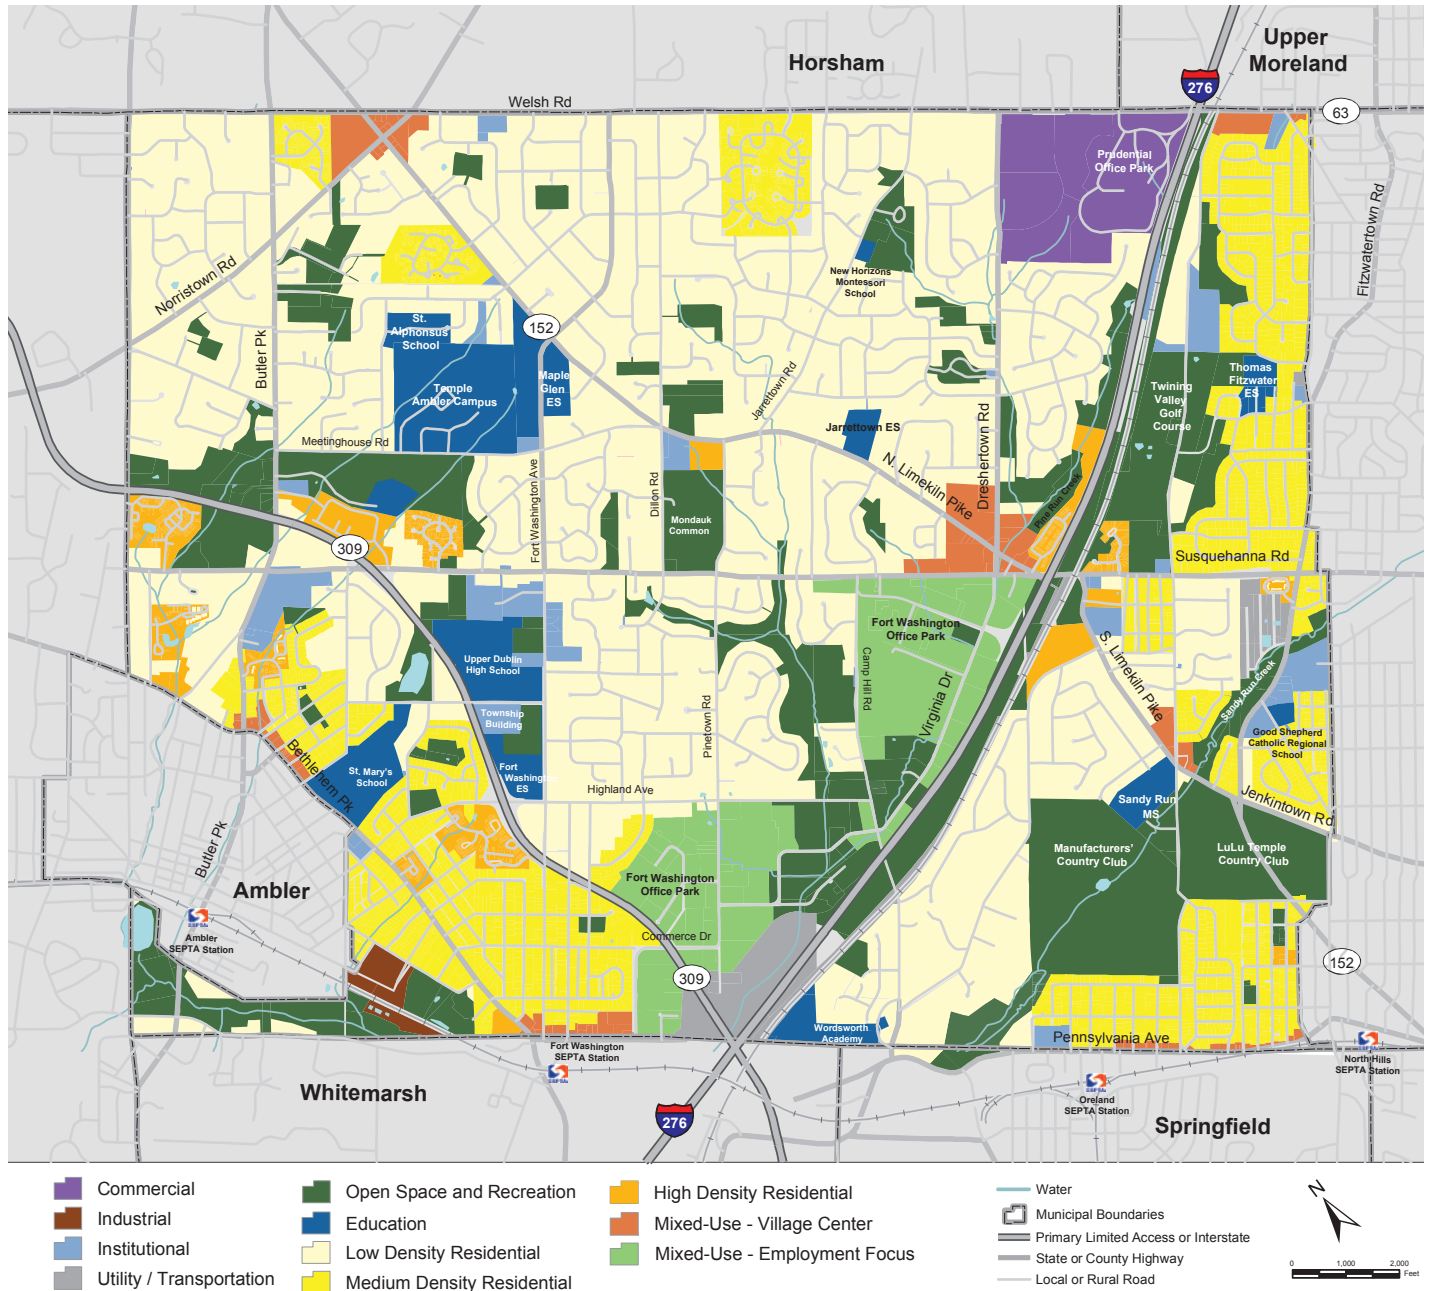 Horsham
Upper
Moreland
276
Welsh Rd
63
Prudential
Office Park
Fitzwatertown Rd
Norristown Rd
New Horizons
Montessori
School
St.
Alphonsus
School
152
Butler Pk
Temple
Ambler Campus
Maple
Glen
ES
Jarrettown Rd
Thomas
Fitzwater
ES
Twining
Valley
Golf
Course
Jarrettown ES
Dreshertown Rd
Meetinghouse Rd
N. Limekiln Pike
Fort Washington Ave
Dillon Rd
Mondauk
Common
Pine Run Creek
309
Susquehanna Rd
Fort Washington
Office Park
Upper Dublin
High School
Camp Hill Rd
S. Limekiln Pike
Sandy Run Creek
Virginia Dr
Township
Building
Pinetown Rd
Good Shepherd
Catholic Regional
School
Bethlehem Pk
St. Mary's
School
Fort
Washington
ES
Highland Ave
Sandy Run
MS
Jenkintown Rd
Butler Pk
Manufacturers'
Country Club
LuLu Temple
Country Club
Ambler
Fort Washington
Office Park
Ambler
SEPTA Station
Commerce Dr
309
152
Wordsworth
Academy
Pennsylvania Ave
Fort Washington
SEPTA Station
SEPTA
North Hills
SEPTA Station
Oreland
SEPTA Station
Whitemarsh
276
Springfield
Commercial
Industrial
Institutional
Utility / Transportation
Open Space and Recreation
Education
Low Density Residential
Medium Density Residential
High Density Residential
Mixed-Use - Village Center
Mixed-Use - Employment Focus
Water
Municipal Boundaries
Primary Limited Access or Interstate
State or County Highway
Local or Rural Road
N
0 1,000 2,000
Feet